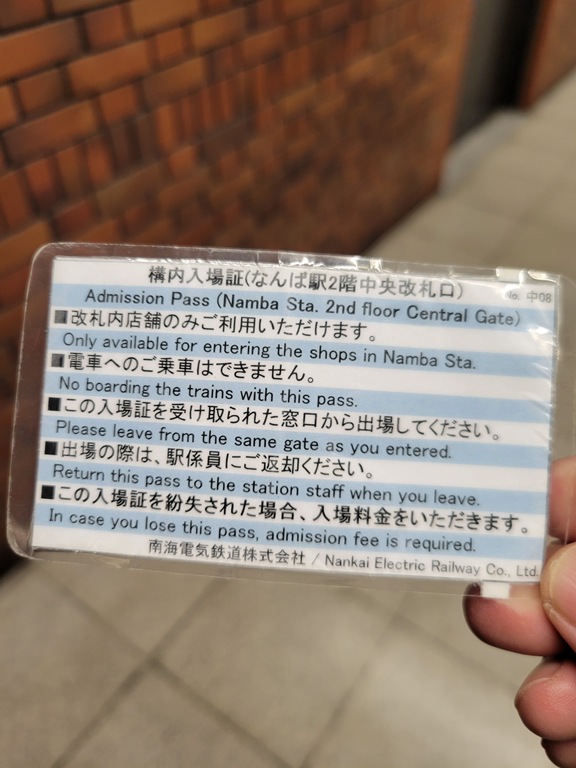 構内入場証(なんば駅2階中央改札口)
No. 中08
Admission Pass (Namba Sta. 2nd floor Central Gate)
■改札内店舗のみご利用いただけます。
Only available for entering the shops in Namba Sta.
■電車へのご乗車はできません。
No boarding the trains with this pass.
■この入場証を受け取られた窓口から出場してください。
Please leave from the same gate as you entered.
■出場の際は、駅係員にご返却ください。
Return this pass to the station staff when you leave.
■この入場証を紛失された場合、入場料金をいただきます。
In case you lose this pass, admission fee is required.
南海電気鉄道株式会社 / Nankai Electric Railway Co., Ltd.